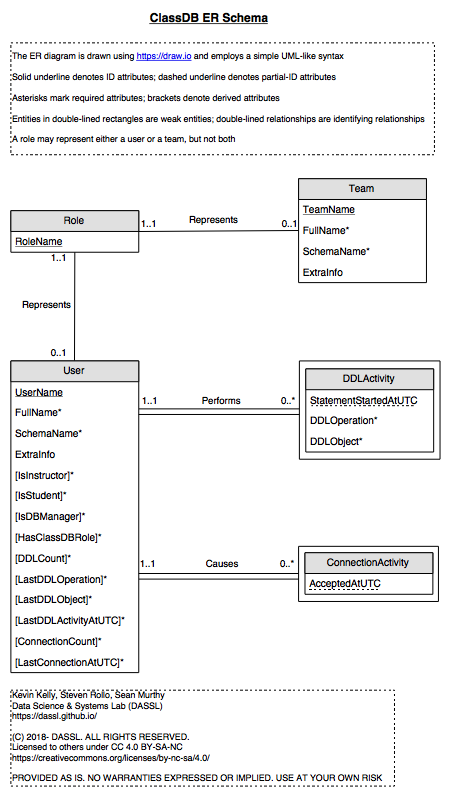 ClassDB ER Schema
The ER diagram is drawn using https://draw.io and employs a simple UML-like syntax
Solid underline denotes ID attributes; dashed underline denotes partial-ID attributes
Asterisks mark required attributes; brackets denote derived attributes
Entities in double-lined rectangles are weak entities; double-lined relationships are identifying relationships
A role may represent either a user or a team, but not both
Team
TeamName
FullName*
SchemaName*
ExtraInfo
Role
RoleName
1..1
Represents
0..1
1..1
Represents
0..1
User
UserName
FullName*
SchemaName*
ExtraInfo
[IsInstructor]*
[IsStudent]*
[IsDBManager]*
[HasClassDBRole]*
[DDLCount]*
[LastDDLOperation]*
[LastDDLObject]*
[LastDDLActivityAtUTC]*
[ConnectionCount]*
[LastConnectionAtUTC]*
1..1
Performs
0..*
DDLActivity
StatementStartedAtUTC
DDLOperation*
DDLObject*
1..1
Causes
0..*
ConnectionActivity
AcceptedAtUTC
Kevin Kelly, Steven Rollo, Sean Murthy
Data Science & Systems Lab (DASSL)
https://dassl.github.io/
(C) 2018- DASSL. ALL RIGHTS RESERVED.
Licensed to others under CC 4.0 BY-SA-NC
https://creativecommons.org/licenses/by-nc-sa/4.0/
PROVIDED AS IS. NO WARRANTIES EXPRESSED OR IMPLIED. USE AT YOUR OWN RISK